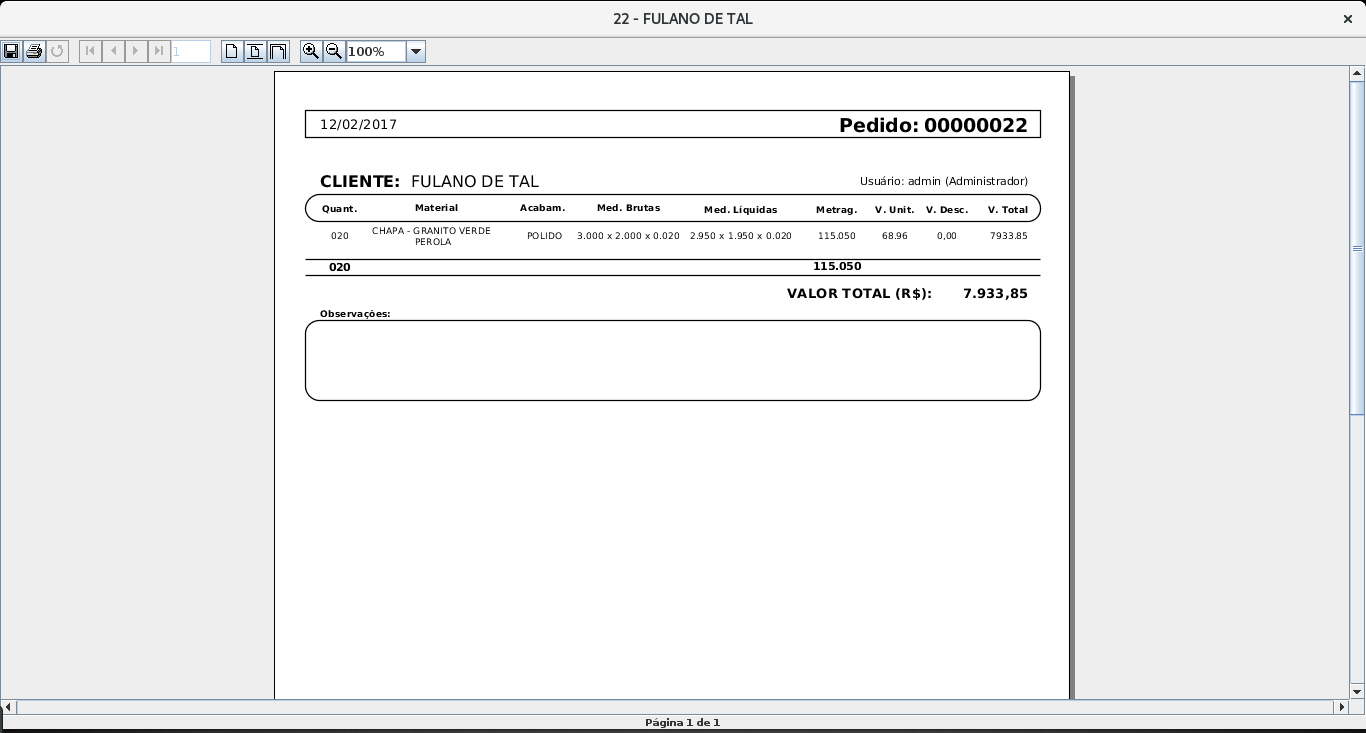 22 - FULANO DE TAL
1
100%
12/02/2017 Pedido: 00000022
CLIENTE: FULANO DE TAL Usuário: admin (Administrador)
Quant. Material Acabam. Med. Brutas Med. Líquidas Metrag. V. Unit. V. Desc. V. Total
020 CHAPA - GRANITO VERDE PEROLA POLIDO 3.000 x 2.000 x 0.020 2.950 x 1.950 x 0.020 115.050 68.96 0,00 7933.85
020 115.050
VALOR TOTAL (R$): 7.933,85
Observações:
Página 1 de 1